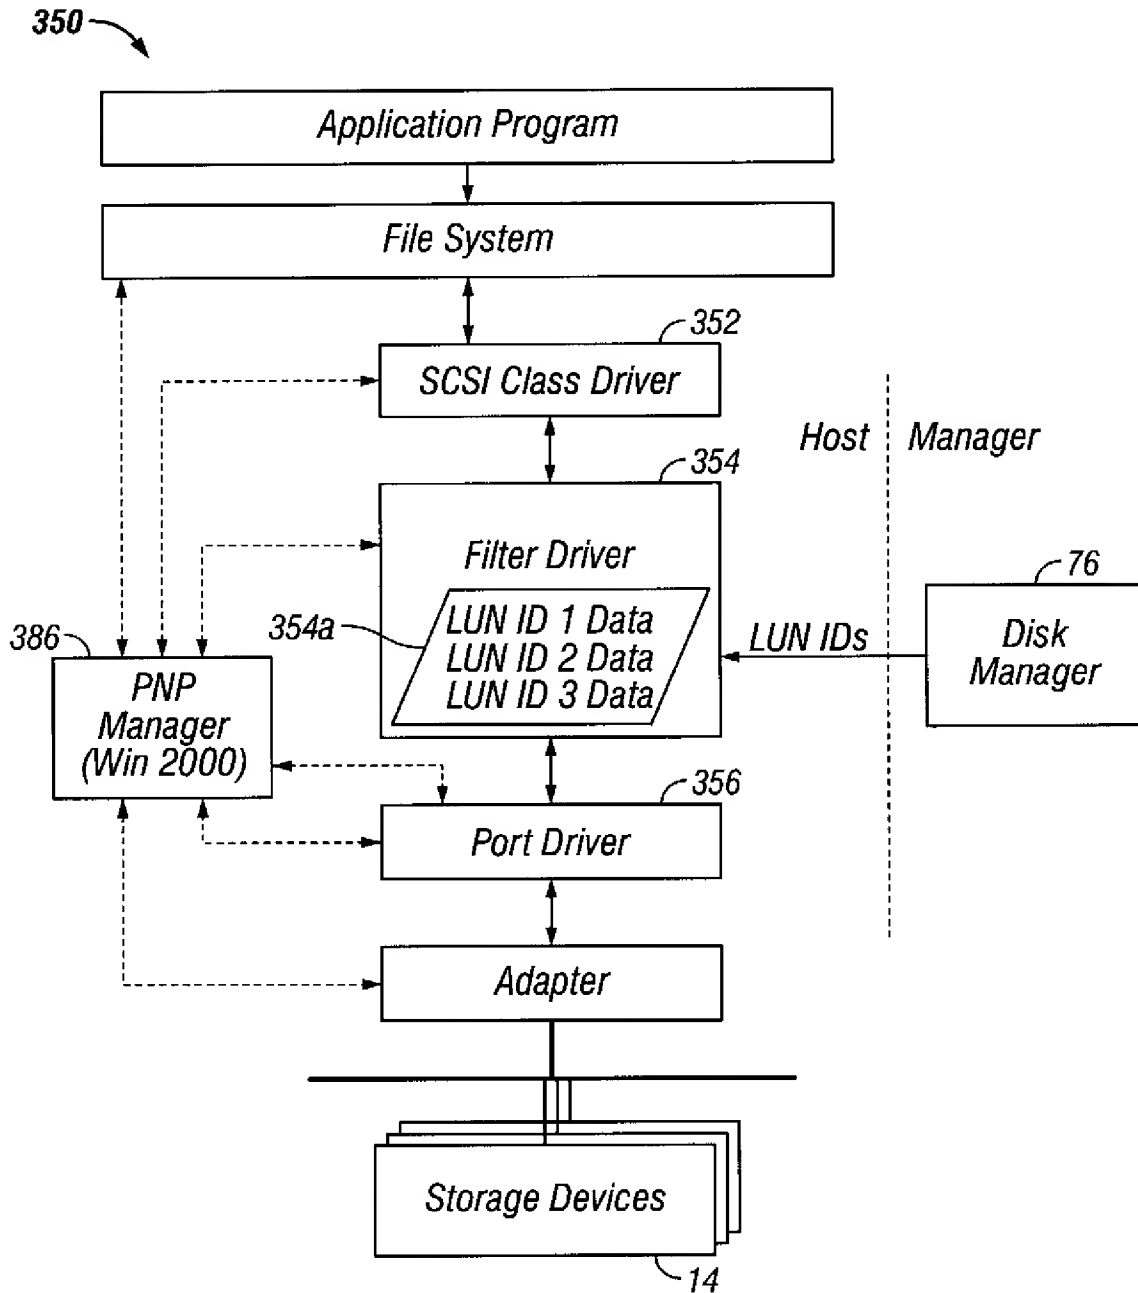 350
Application Program
File System
352
SCSI Class Driver
Host
Manager
354
Filter Driver
354a
LUN ID 1 Data
LUN ID 2 Data
LUN ID 3 Data
LUN IDs
76
Disk
Manager
386
PNP
Manager
(Win 2000)
356
Port Driver
Adapter
Storage Devices
14